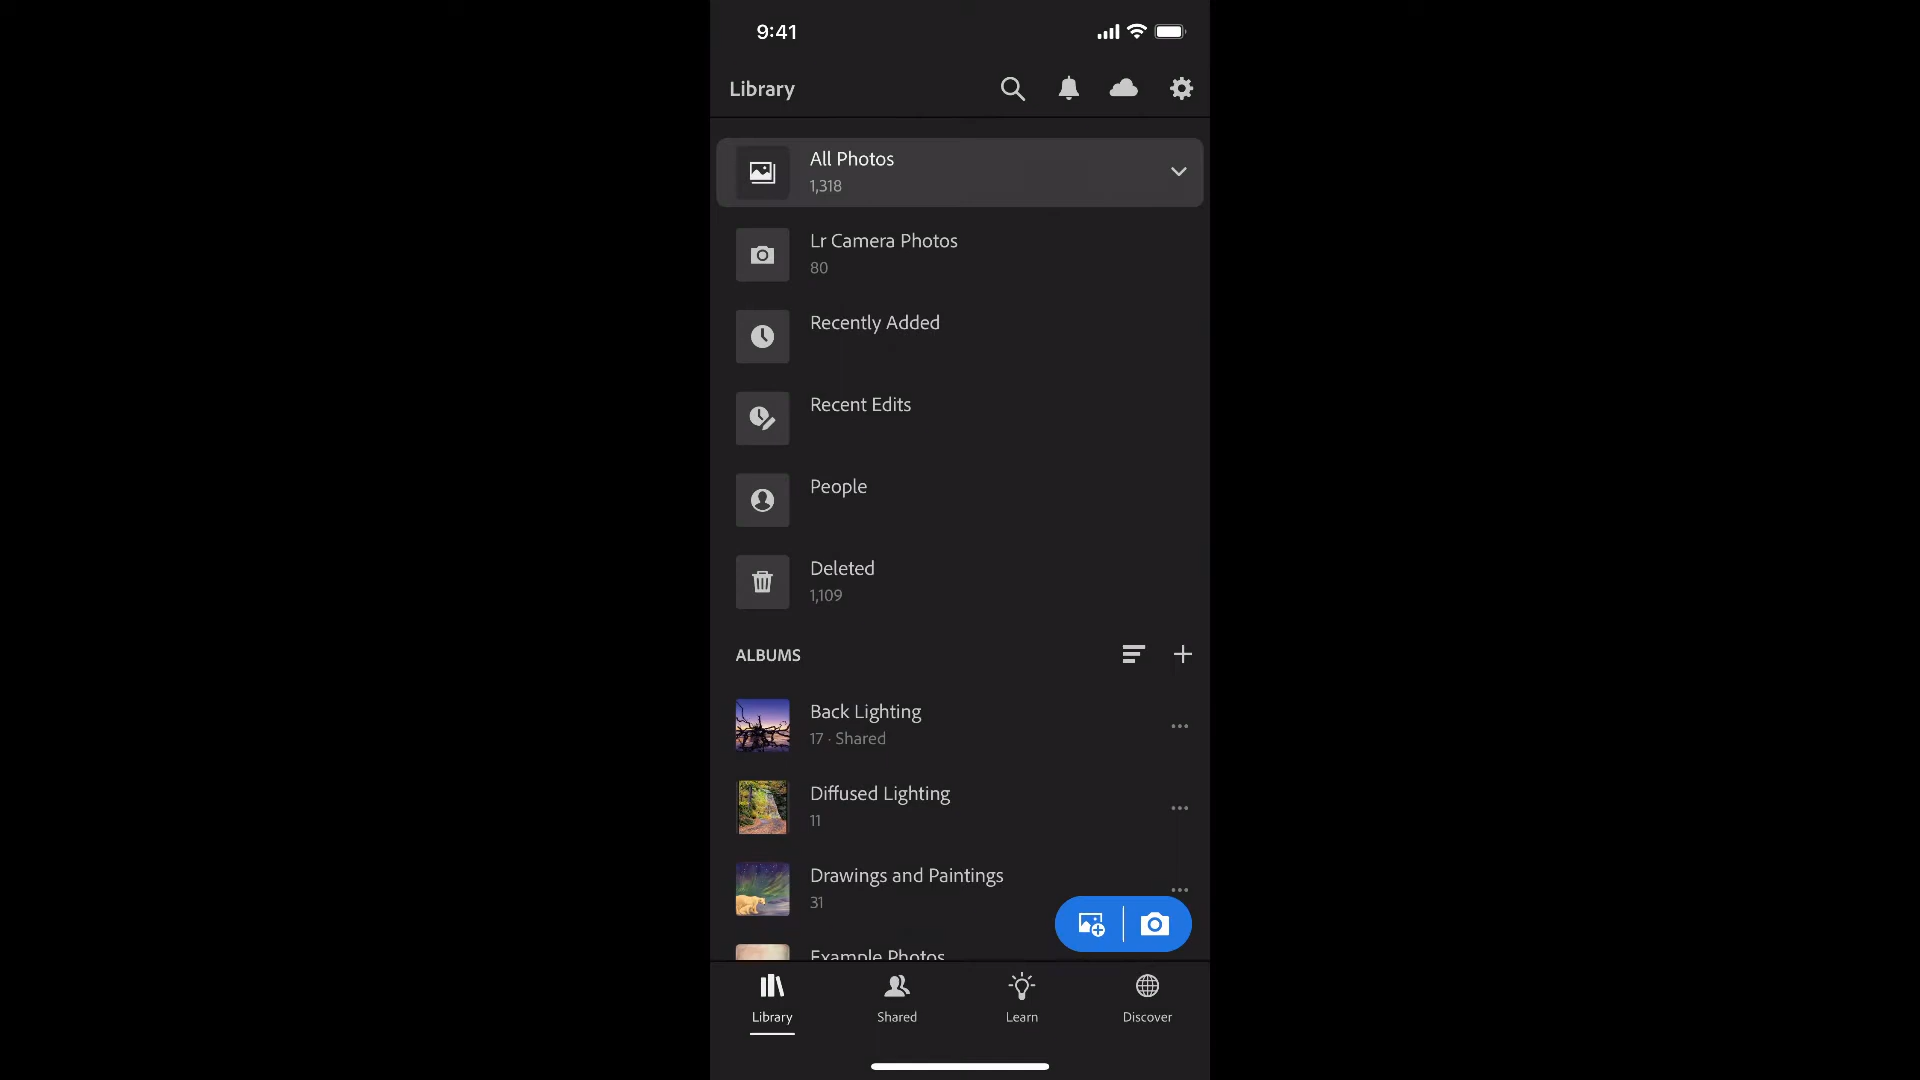 9:41
Library
All Photos
1,318
Lr Camera Photos
80
Recently Added
Recent Edits
People
Deleted
1,109
ALBUMS
Back Lighting
17 · Shared
Diffused Lighting
11
Drawings and Paintings
31
Example Photos
Library
Shared
Learn
Discover